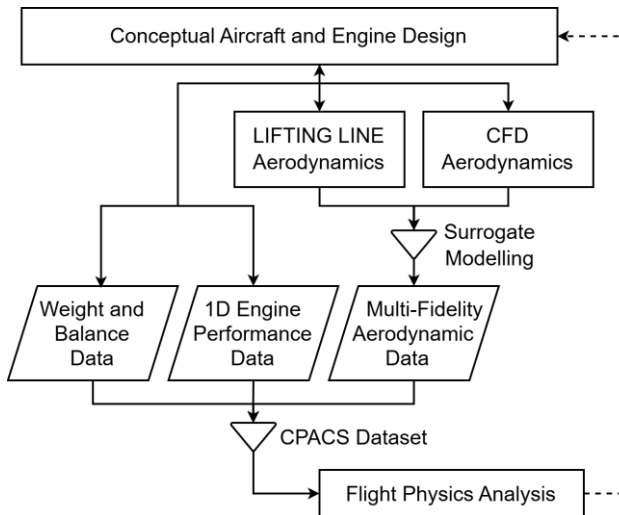 Conceptual Aircraft and Engine Design
LIFTING LINE
Aerodynamics
CFD
Aerodynamics
Surrogate
Modelling
Weight and
Balance
Data
1D Engine
Performance
Data
Multi-Fidelity
Aerodynamic
Data
CPACS Dataset
Flight Physics Analysis